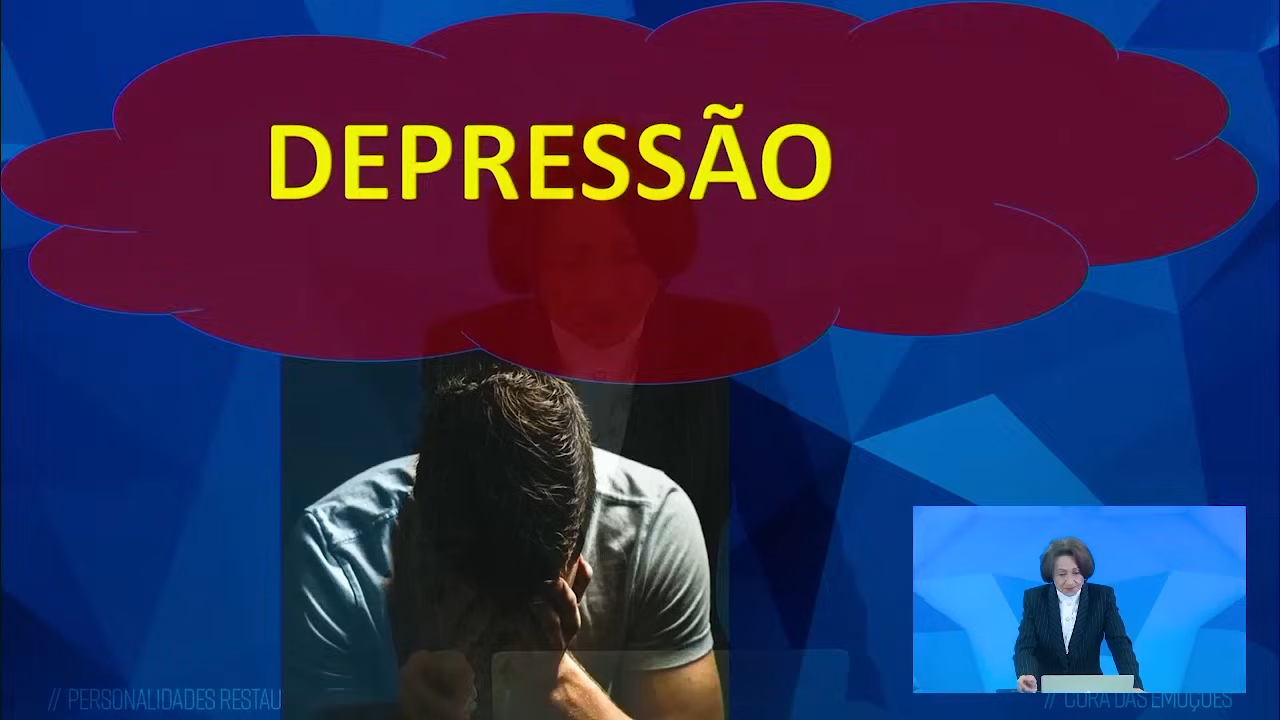 DEPRESSÃO
// PERSONALIDADES RESTAU
// CURA DAS EMOÇÕES